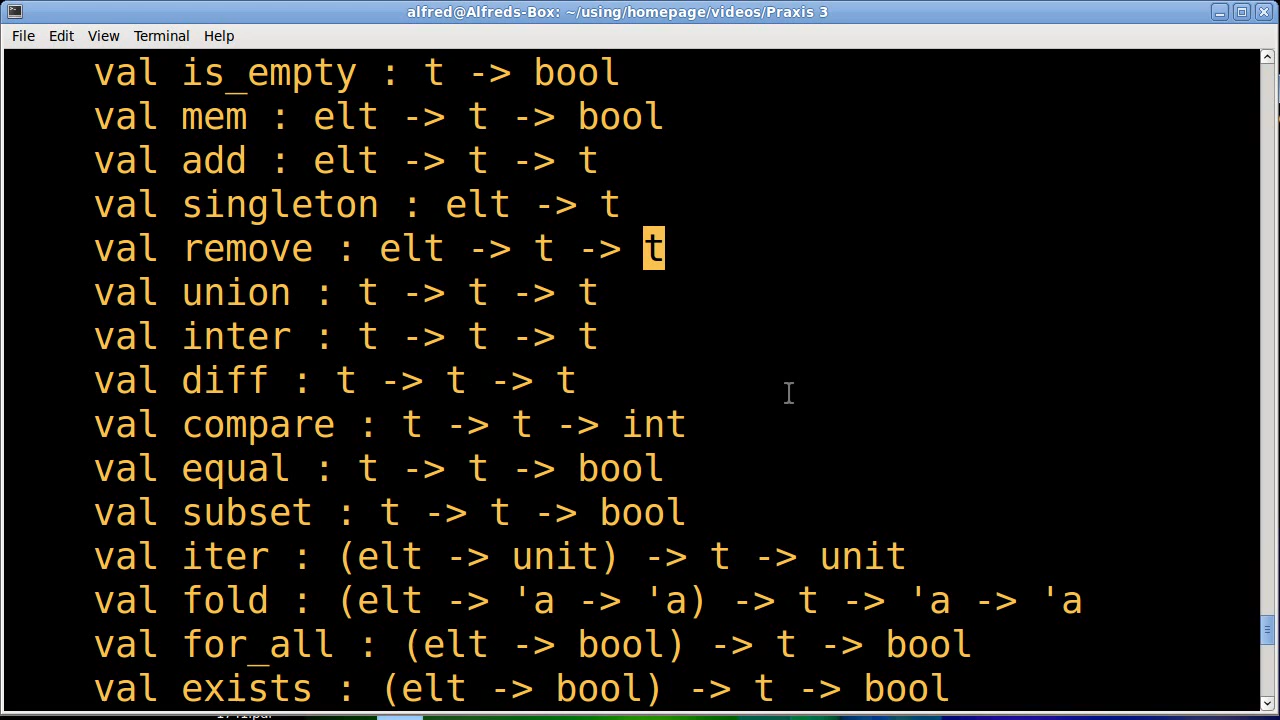 alfred@Alfreds-Box: ~/using/homepage/videos/Praxis 3
File Edit View Terminal Help
val is_empty : t -> bool
val mem : elt -> t -> bool
val add : elt -> t -> t
val singleton : elt -> t
val remove : elt -> t -> t
val union : t -> t -> t
val inter : t -> t -> t
val diff : t -> t -> t
val compare : t -> t -> int
val equal : t -> t -> bool
val subset : t -> t -> bool
val iter : (elt -> unit) -> t -> unit
val fold : (elt -> 'a -> 'a) -> t -> 'a -> 'a
val for_all : (elt -> bool) -> t -> bool
val exists : (elt -> bool) -> t -> bool